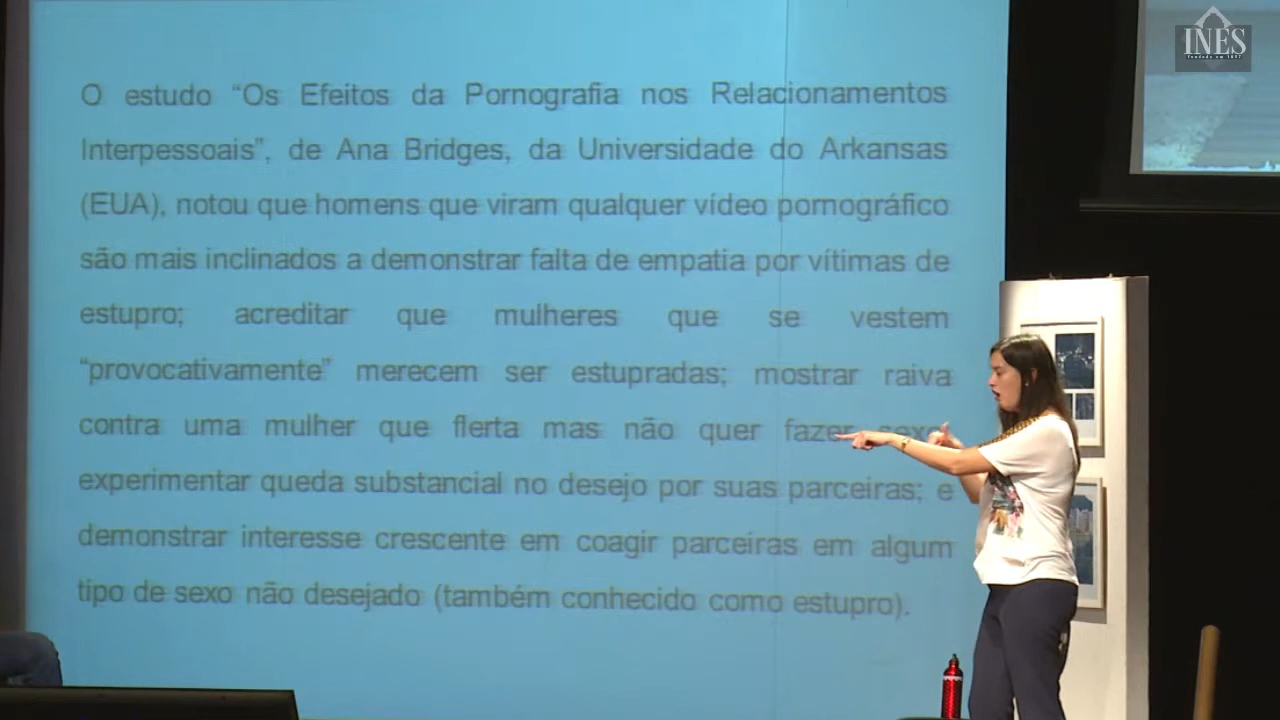 O estudo “Os Efeitos da Pornografia nos Relacionamentos
Interpessoais”, de Ana Bridges, da Universidade do Arkansas
(EUA), notou que homens que viram qualquer vídeo pornográfico
são mais inclinados a demonstrar falta de empatia por vítimas de
estupro; acreditar que mulheres que se vestem
“provocativamente” merecem ser estupradas; mostrar raiva
contra uma mulher que flerta mas não quer fazer sexo
experimentar queda substancial no desejo por suas parceiras; e
demonstrar interesse crescente em coagir parceiras em algum
tipo de sexo não desejado (também conhecido como estupro).
INES
fundado em 1857